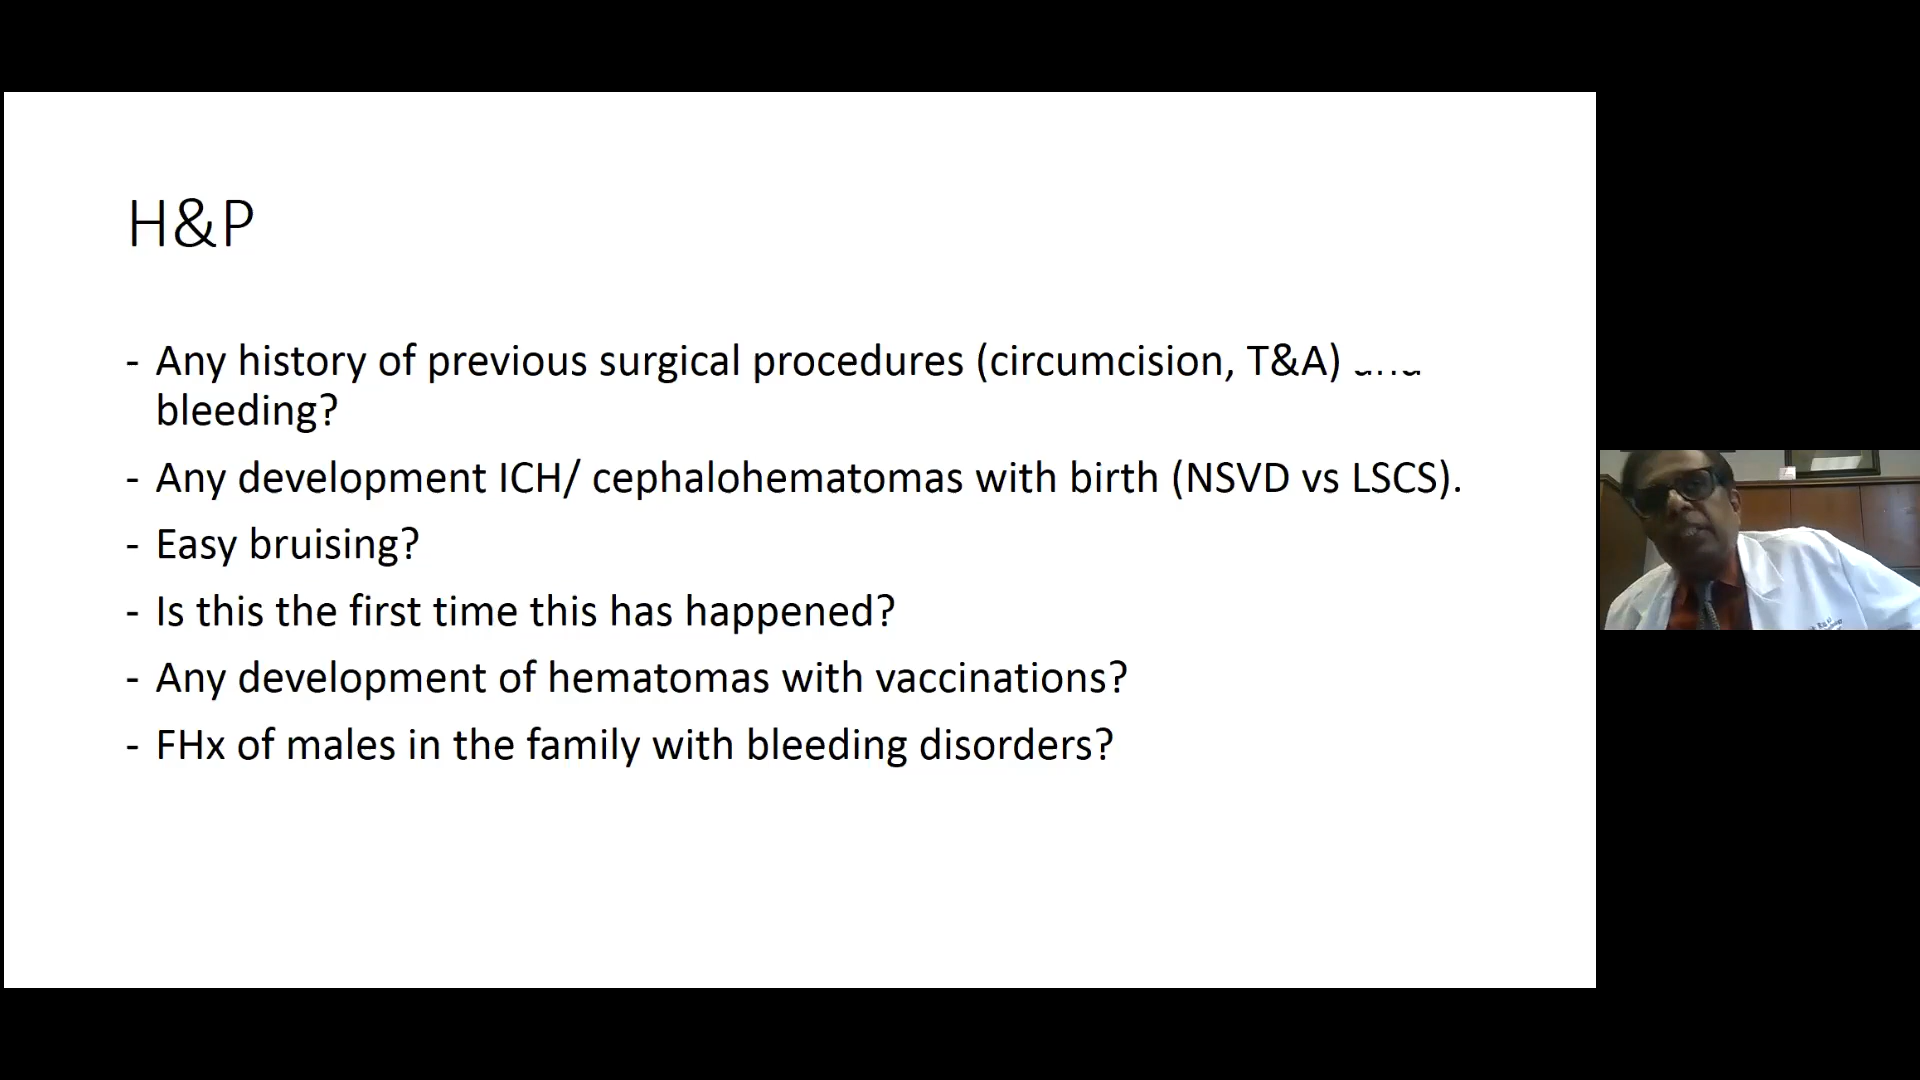 H&P
- Any history of previous surgical procedures (circumcision, T&A)
bleeding?
- Any development ICH/ cephalohematomas with birth (NSVD vs LSCS).
- Easy bruising?
- Is this the first time this has happened?
- Any development of hematomas with vaccinations?
- FHx of males in the family with bleeding disorders?